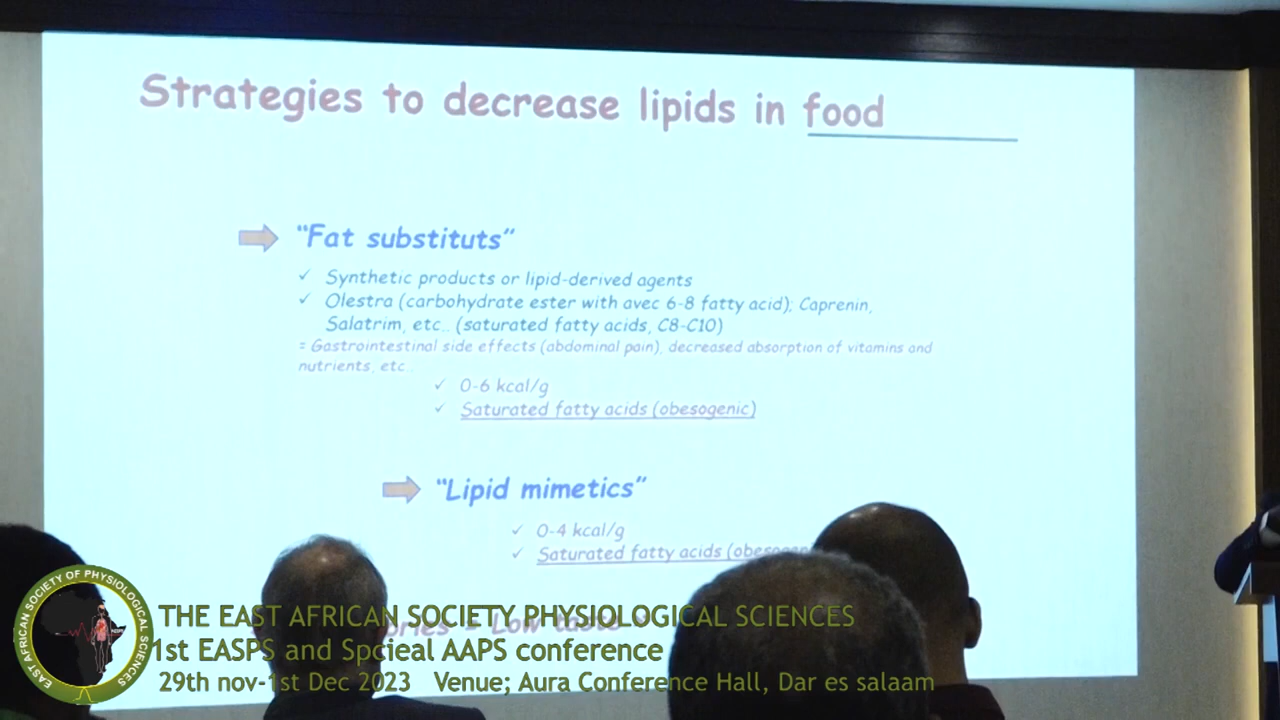 Strategies to decrease lipids in food
“Fat substituts”
✓ Synthetic products or lipid-derived agents
✓ Olestra (carbohydrate ester with avec 6-8 fatty acid); Caprenin,
Salatrim, etc.. (saturated fatty acids, C8-C10)
= Gastrointestinal side effects (abdominal pain), decreased absorption of vitamins and
nutrients, etc..
✓ 0-6 kcal/g
✓ Saturated fatty acids (obesogenic)
“Lipid mimetics”
✓ 0-4 kcal/g
✓ Saturated fatty acids
= Low taste
EAST AFRICAN SOCIETY OF PHYSIOLOGICAL SCIENCES
THE EAST AFRICAN SOCIETY PHYSIOLOGICAL SCIENCES
1st EASPS and Spcieal AAPS conference
29th nov-1st Dec 2023 Venue; Aura Conference Hall, Dar es salaam